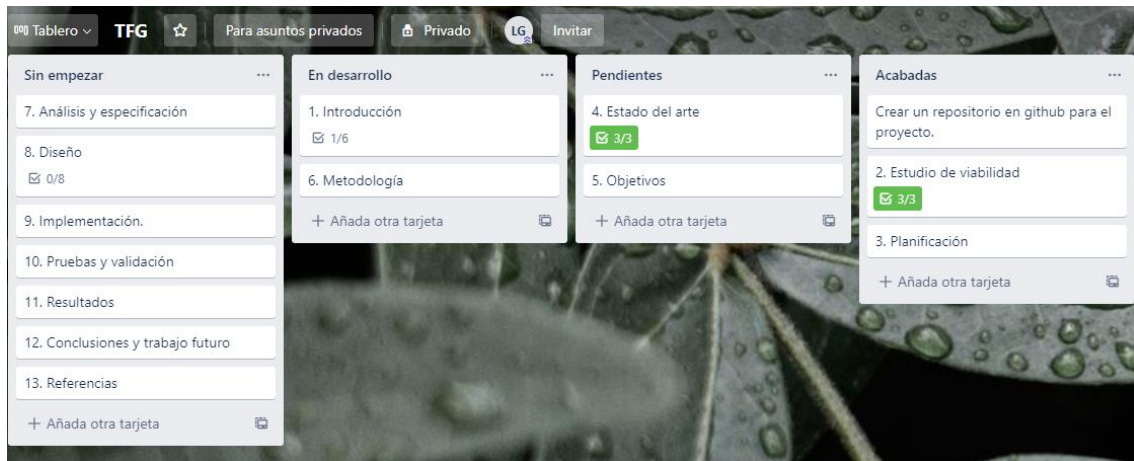 Tablero
TFG
Para asuntos privados
Privado
LG
Invitar
Sin empezar
7. Análisis y especificación
8. Diseño
0/8
9. Implementación.
10. Pruebas y validación
11. Resultados
12. Conclusiones y trabajo futuro
13. Referencias
+ Añada otra tarjeta
En desarrollo
1. Introducción
1/6
6. Metodología
+ Añada otra tarjeta
Pendientes
4. Estado del arte
3/3
5. Objetivos
+ Añada otra tarjeta
Acabadas
Crear un repositorio en github para el
proyecto.
2. Estudio de viabilidad
3/3
3. Planificación
+ Añada otra tarjeta